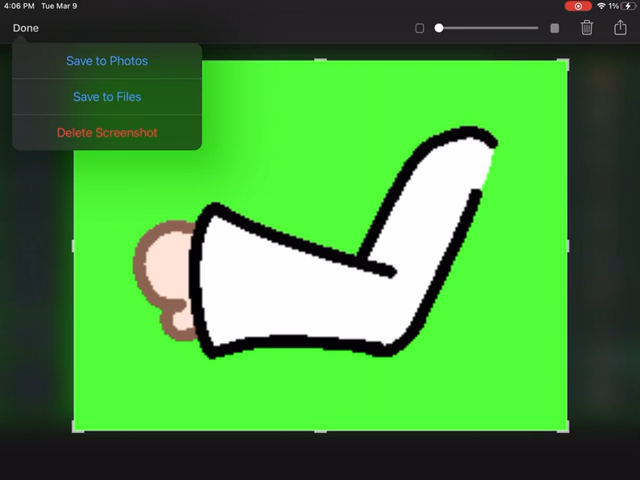 4:06 PM Tue Mar 9
1%
Done
Save to Photos
Save to Files
Delete Screenshot